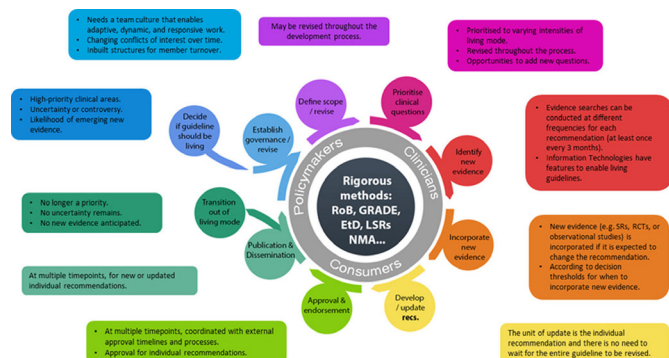 • Needs a team culture that enables
adaptive, dynamic, and responsive work.
• Changing conflicts of interest over time.
• Inbuilt structures for member turnover.
May be revised throughout the
development process.
• Prioritised to varying intensities of
living mode.
• Revised throughout the process.
• Opportunities to add new questions.
• High-priority clinical areas.
• Uncertainty or controversy.
• Likelihood of emerging new
evidence.
Decide
if guideline
should be
living
Establish
governance /
revise
Define scope
/ revise
Prioritise
clinical
questions
• Evidence searches can be
conducted at different
frequencies for each
recommendation (at least once
every 3 months).
• Information Technologies have
features to enable living
guidelines.
Identify
new
evidence
Policymakers
Clinicians
Consumers
Rigorous
methods:
RoB, GRADE,
EtD, LSRs
NMA...
• No longer a priority.
• No uncertainty remains.
• No new evidence anticipated.
Transition
out of
living mode
• New evidence (e.g. SRs, RCTs, or
observational studies) is
incorporated if it is expected to
change the recommendation.
• According to decision
thresholds for when to
incorporate new evidence.
Incorporate
new
evidence
Publication &
Dissemination
At multiple timepoints, for new or updated
individual recommendations.
Approval &
endorsement
Develop
/ update
recs.
• At multiple timepoints, coordinated with external
approval timelines and processes.
• Approval for individual recommendations.
The unit of update is the individual
recommendation and there is no need to
wait for the entire guideline to be revised.